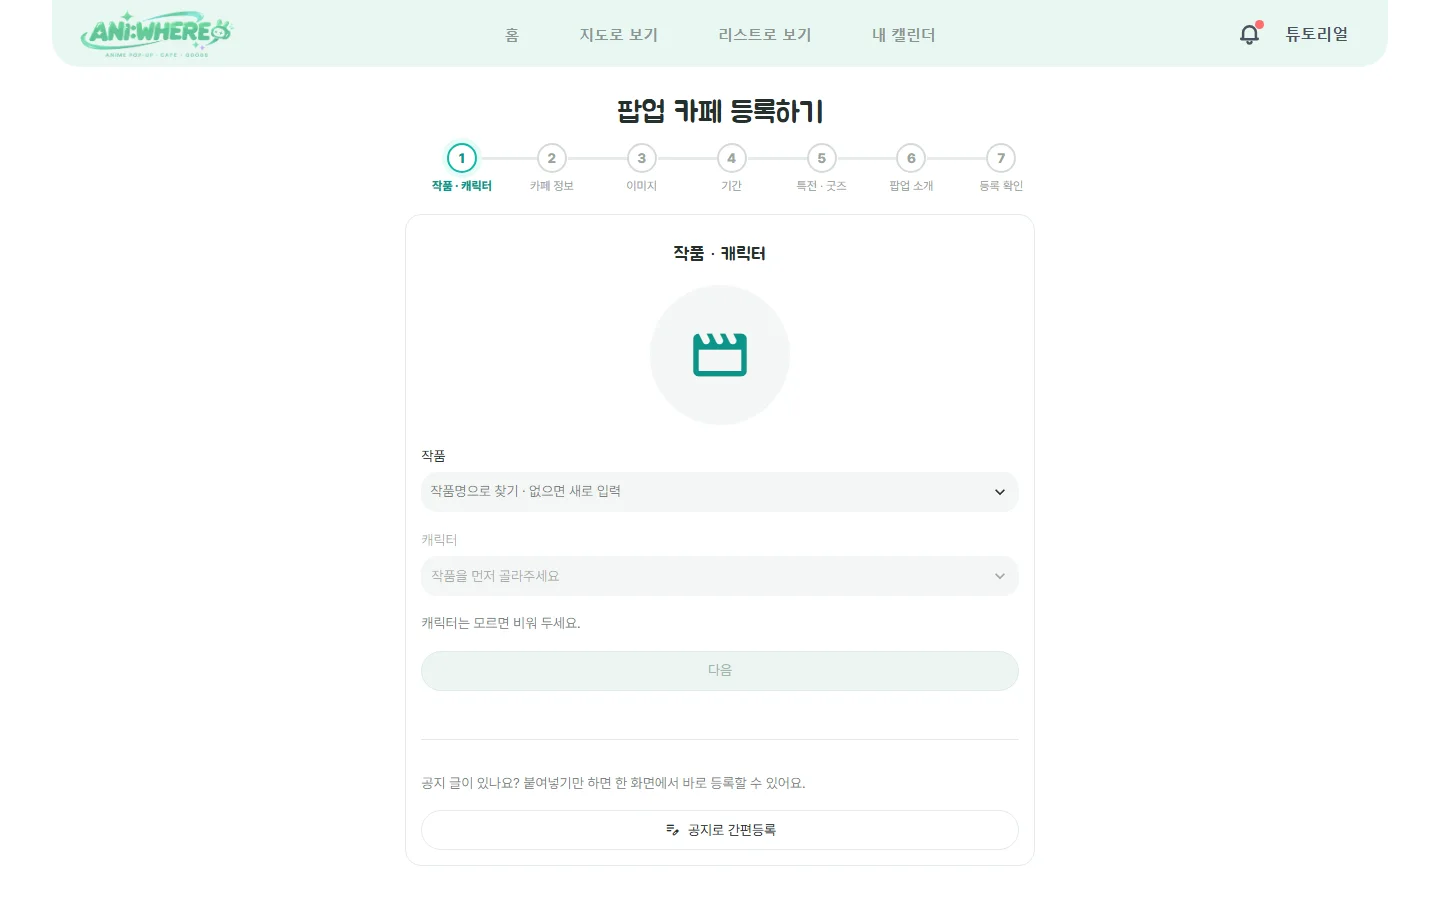 ANI:WHERE
ANIME POP-UP · CAFE · GOODS
홈
지도로 보기
리스트로 보기
내 캘린더
튜토리얼
팝업 카페 등록하기
1
2
3
4
5
6
7
작품 · 캐릭터
카페 정보
이미지
기간
특전 · 굿즈
팝업 소개
등록 확인
작품 · 캐릭터
작품
작품명으로 찾기 · 없으면 새로 입력
캐릭터
작품을 먼저 골라주세요
캐릭터는 모르면 비워 두세요.
다음
공지 글이 있나요? 붙여넣기만 하면 한 화면에서 바로 등록할 수 있어요.
공지로 간편등록